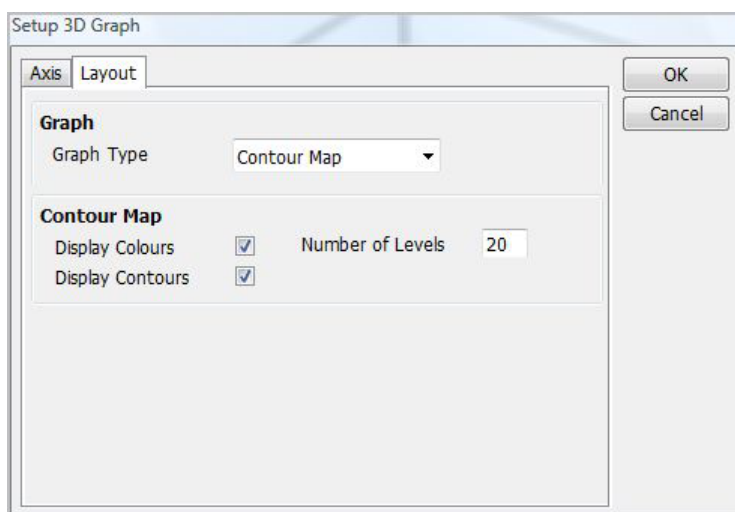 Setup 3D Graph
Axis Layout
OK
Cancel
Graph
Graph Type Contour Map
Contour Map
Display Colours Number of Levels 20
Display Contours